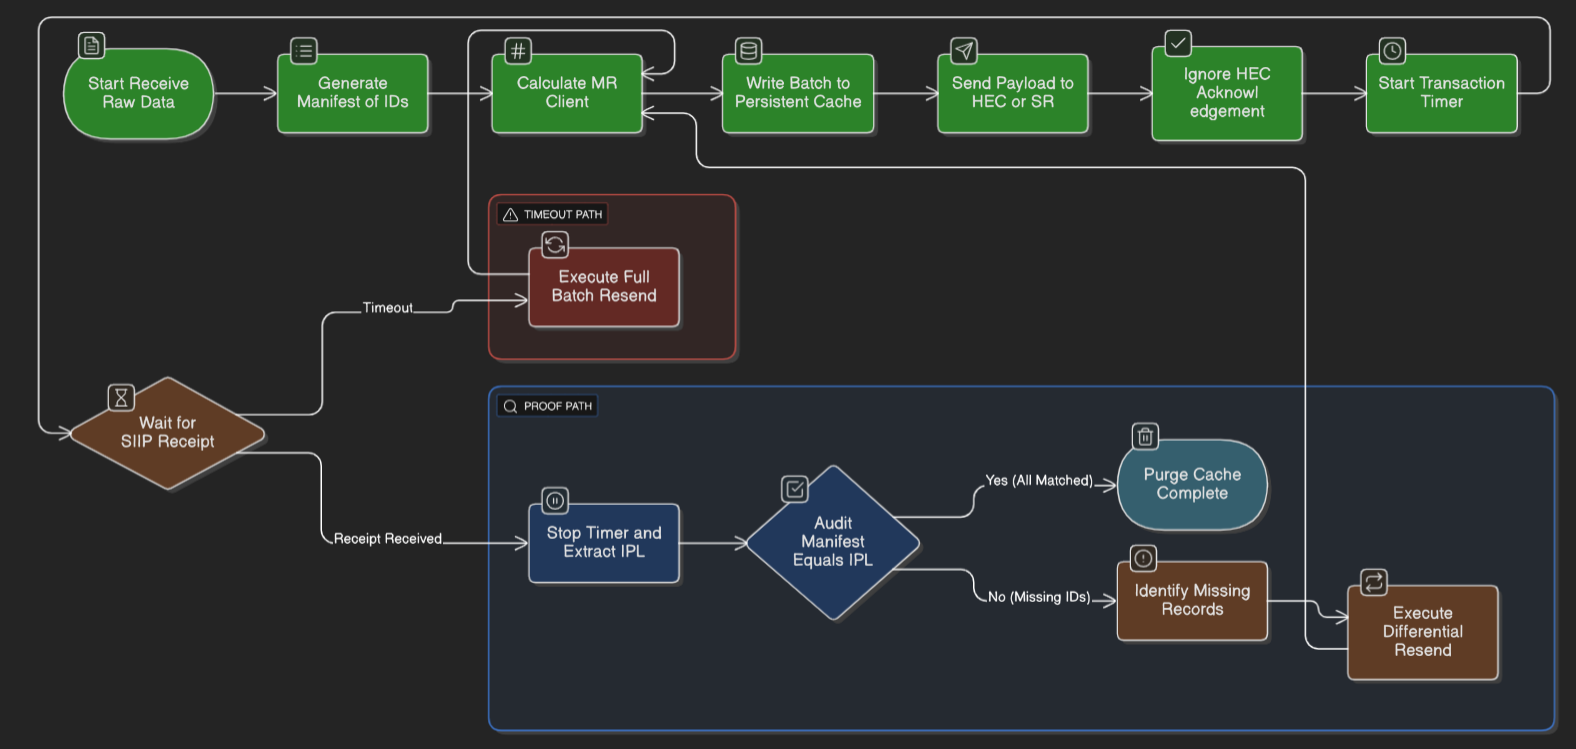 Start Receive
Raw Data
Generate
Manifest of IDs
#
Calculate MR
Client
Write Batch to
Persistent Cache
Send Payload to
HEC or SR
Ignore HEC
Acknowl
edgement
Start Transaction
Timer
TIMEOUT PATH
Execute Full
Batch Resend
Timeout
Wait for
SIIP Receipt
Receipt Received
PROOF PATH
Stop Timer and
Extract IPL
Audit
Manifest
Equals IPL
Yes (All Matched)
Purge Cache
Complete
No (Missing IDs)
Identify Missing
Records
Execute
Differential
Resend